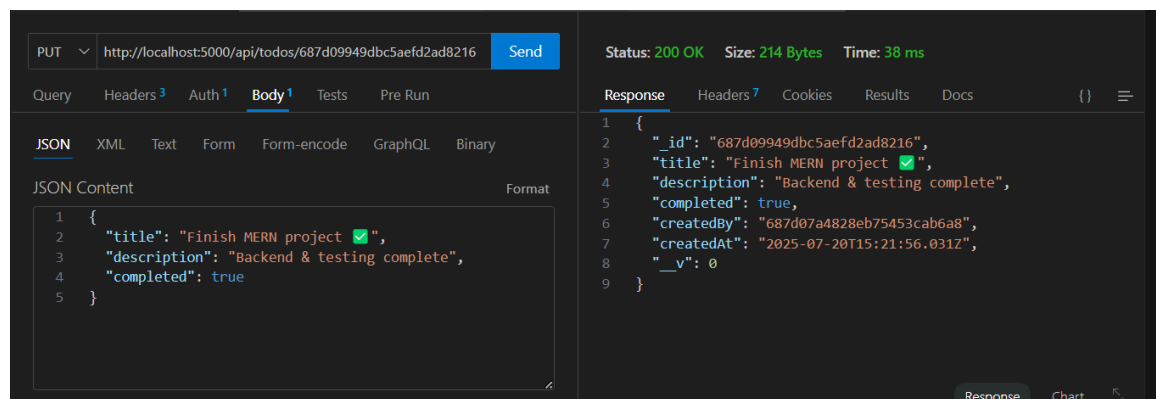 PUT http://localhost:5000/api/todos/687d09949dbc5aefd2ad8216 Send
Query Headers 3 Auth 1 Body 1 Tests Pre Run
JSON XML Text Form Form-encode GraphQL Binary
JSON Content Format
1 {
2 "title": "Finish MERN project ✅",
3 "description": "Backend & testing complete",
4 "completed": true
5 }
Status: 200 OK Size: 214 Bytes Time: 38 ms
Response Headers 7 Cookies Results Docs {}
1 {
2 "_id": "687d09949dbc5aefd2ad8216",
3 "title": "Finish MERN project ✅",
4 "description": "Backend & testing complete",
5 "completed": true,
6 "createdBy": "687d07a4828eb75453cab6a8",
7 "createdAt": "2025-07-20T15:21:56.031Z",
8 "__v": 0
9 }
Response Chart